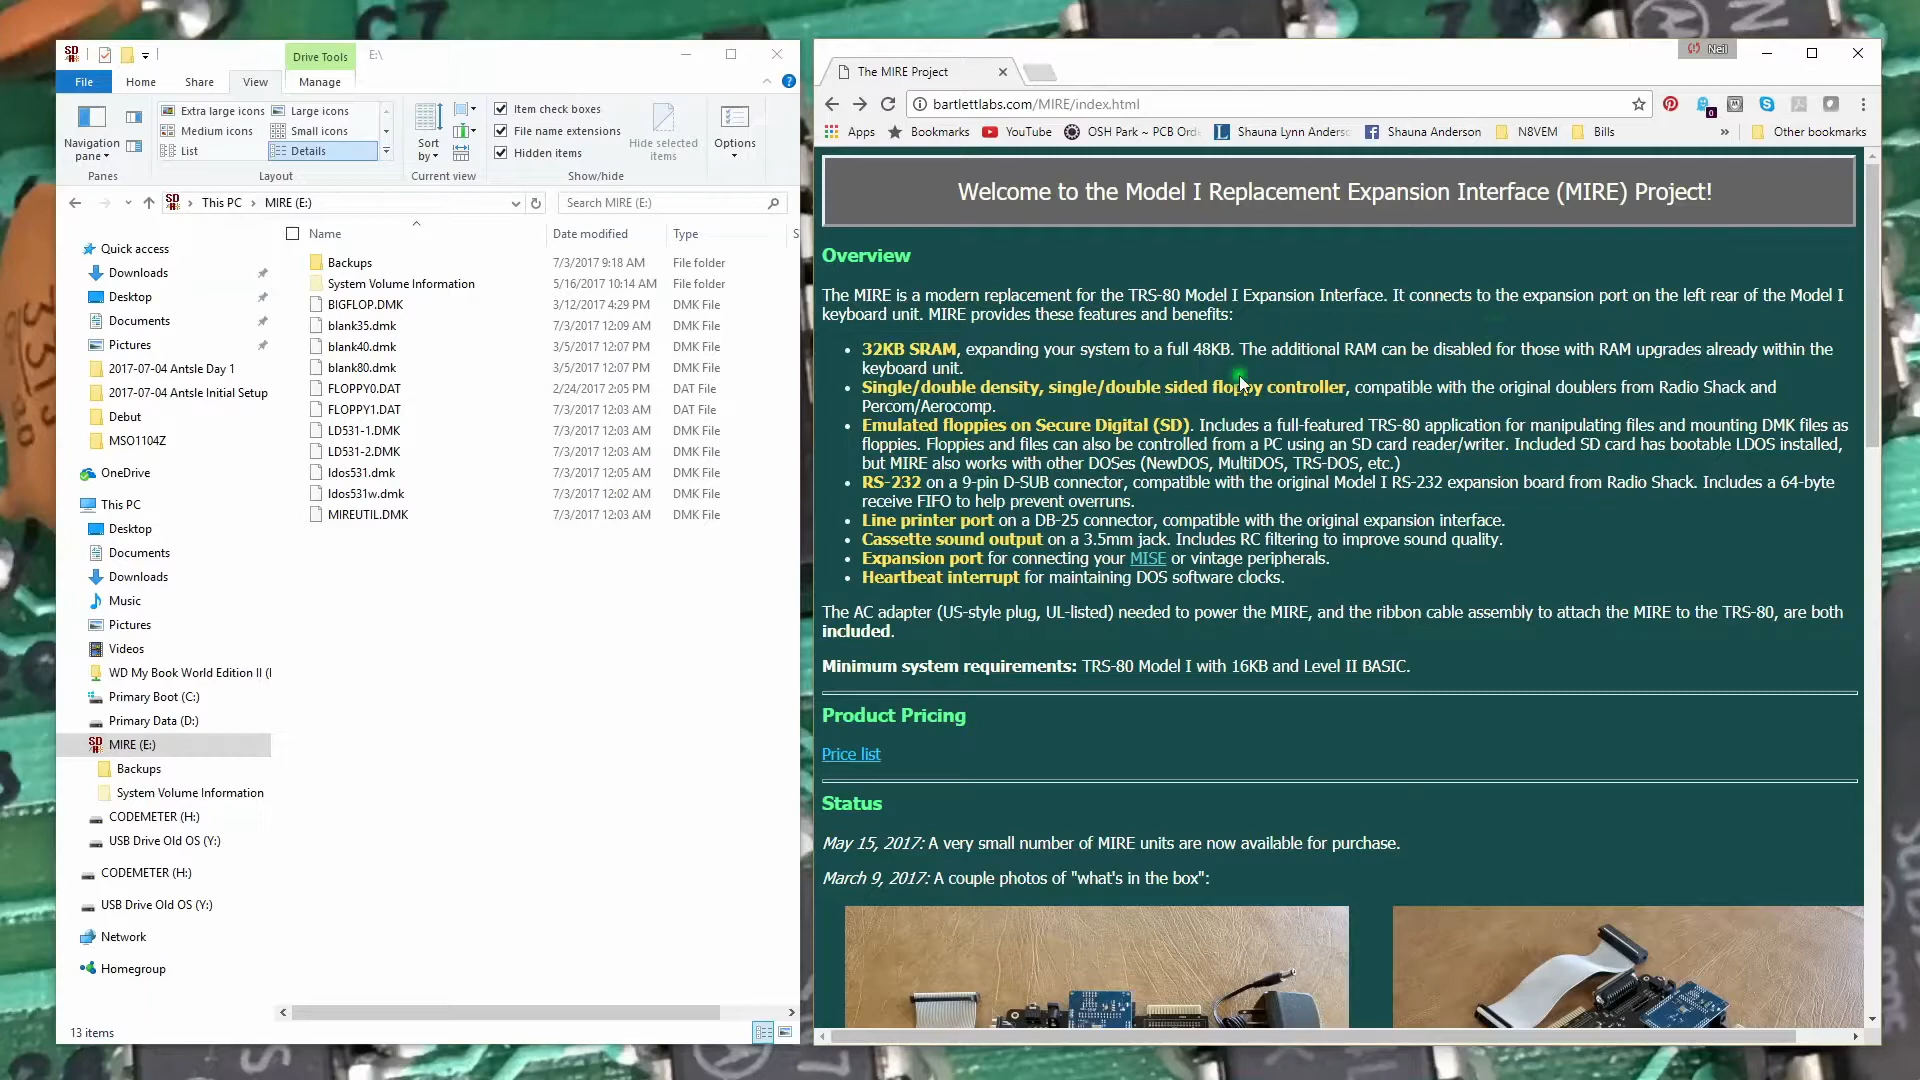 Drive Tools
E:\
File
Home
Share
View
Manage
Navigation
pane
Extra large icons
Large icons
Medium icons
Small icons
List
Details
Sort
by
Item check boxes
File name extensions
Hidden items
Hide selected
items
Options
Panes
Layout
Current view
Show/hide
This PC
MIRE (E:)
Search MIRE (E:)
Name
Date modified
Type
S
Backups 7/3/2017 9:18 AM File folder
System Volume Information 5/16/2017 10:14 AM File folder
BIGFLOP.DMK 3/12/2017 4:29 PM DMK File
blank35.dmk 7/3/2017 12:09 AM DMK File
blank40.dmk 3/5/2017 12:07 PM DMK File
blank80.dmk 3/5/2017 12:07 PM DMK File
FLOPPY0.DAT 2/24/2017 2:05 PM DAT File
FLOPPY1.DAT 7/3/2017 12:03 AM DAT File
LD531-1.DMK 7/3/2017 12:03 AM DMK File
LD531-2.DMK 7/3/2017 12:03 AM DMK File
ldos531.dmk 7/3/2017 12:05 AM DMK File
ldos531w.dmk 7/3/2017 12:02 AM DMK File
MIREUTIL.DMK 7/3/2017 12:03 AM DMK File
Quick access
Downloads
Desktop
Documents
Pictures
2017-07-04 Antsle Day 1
2017-07-04 Antsle Initial Setup
Debut
MSO1104Z
OneDrive
This PC
Desktop
Documents
Downloads
Music
Pictures
Videos
WD My Book World Edition II (
Primary Boot (C:)
Primary Data (D:)
MIRE (E:)
Backups
System Volume Information
CODEMETER (H:)
USB Drive Old OS (Y:)
CODEMETER (H:)
USB Drive Old OS (Y:)
Network
Homegroup
13 items
Neil
The MIRE Project
bartlettlabs.com/MIRE/index.html
Apps
Bookmarks
YouTube
OSH Park ~ PCB Orde
Shauna Lynn Anderso
Shauna Anderson
N8VEM
Bills
»
Other bookmarks
Welcome to the Model I Replacement Expansion Interface (MIRE) Project!
Overview
The MIRE is a modern replacement for the TRS-80 Model I Expansion Interface. It connects to the expansion port on the left rear of the Model I
keyboard unit. MIRE provides these features and benefits:
• 32KB SRAM, expanding your system to a full 48KB. The additional RAM can be disabled for those with RAM upgrades already within the
keyboard unit.
• Single/double density, single/double sided floppy controller, compatible with the original doublers from Radio Shack and
Percom/Aerocomp.
• Emulated floppies on Secure Digital (SD). Includes a full-featured TRS-80 application for manipulating files and mounting DMK files as
floppies. Floppies and files can also be controlled from a PC using an SD card reader/writer. Included SD card has bootable LDOS installed,
but MIRE also works with other DOSes (NewDOS, MultiDOS, TRS-DOS, etc.)
• RS-232 on a 9-pin D-SUB connector, compatible with the original Model I RS-232 expansion board from Radio Shack. Includes a 64-byte
receive FIFO to help prevent overruns.
• Line printer port on a DB-25 connector, compatible with the original expansion interface.
• Cassette sound output on a 3.5mm jack. Includes RC filtering to improve sound quality.
• Expansion port for connecting your MISE or vintage peripherals.
• Heartbeat interrupt for maintaining DOS software clocks.
The AC adapter (US-style plug, UL-listed) needed to power the MIRE, and the ribbon cable assembly to attach the MIRE to the TRS-80, are both
included.
Minimum system requirements: TRS-80 Model I with 16KB and Level II BASIC.
Product Pricing
Price list
Status
May 15, 2017: A very small number of MIRE units are now available for purchase.
March 9, 2017: A couple photos of "what's in the box":